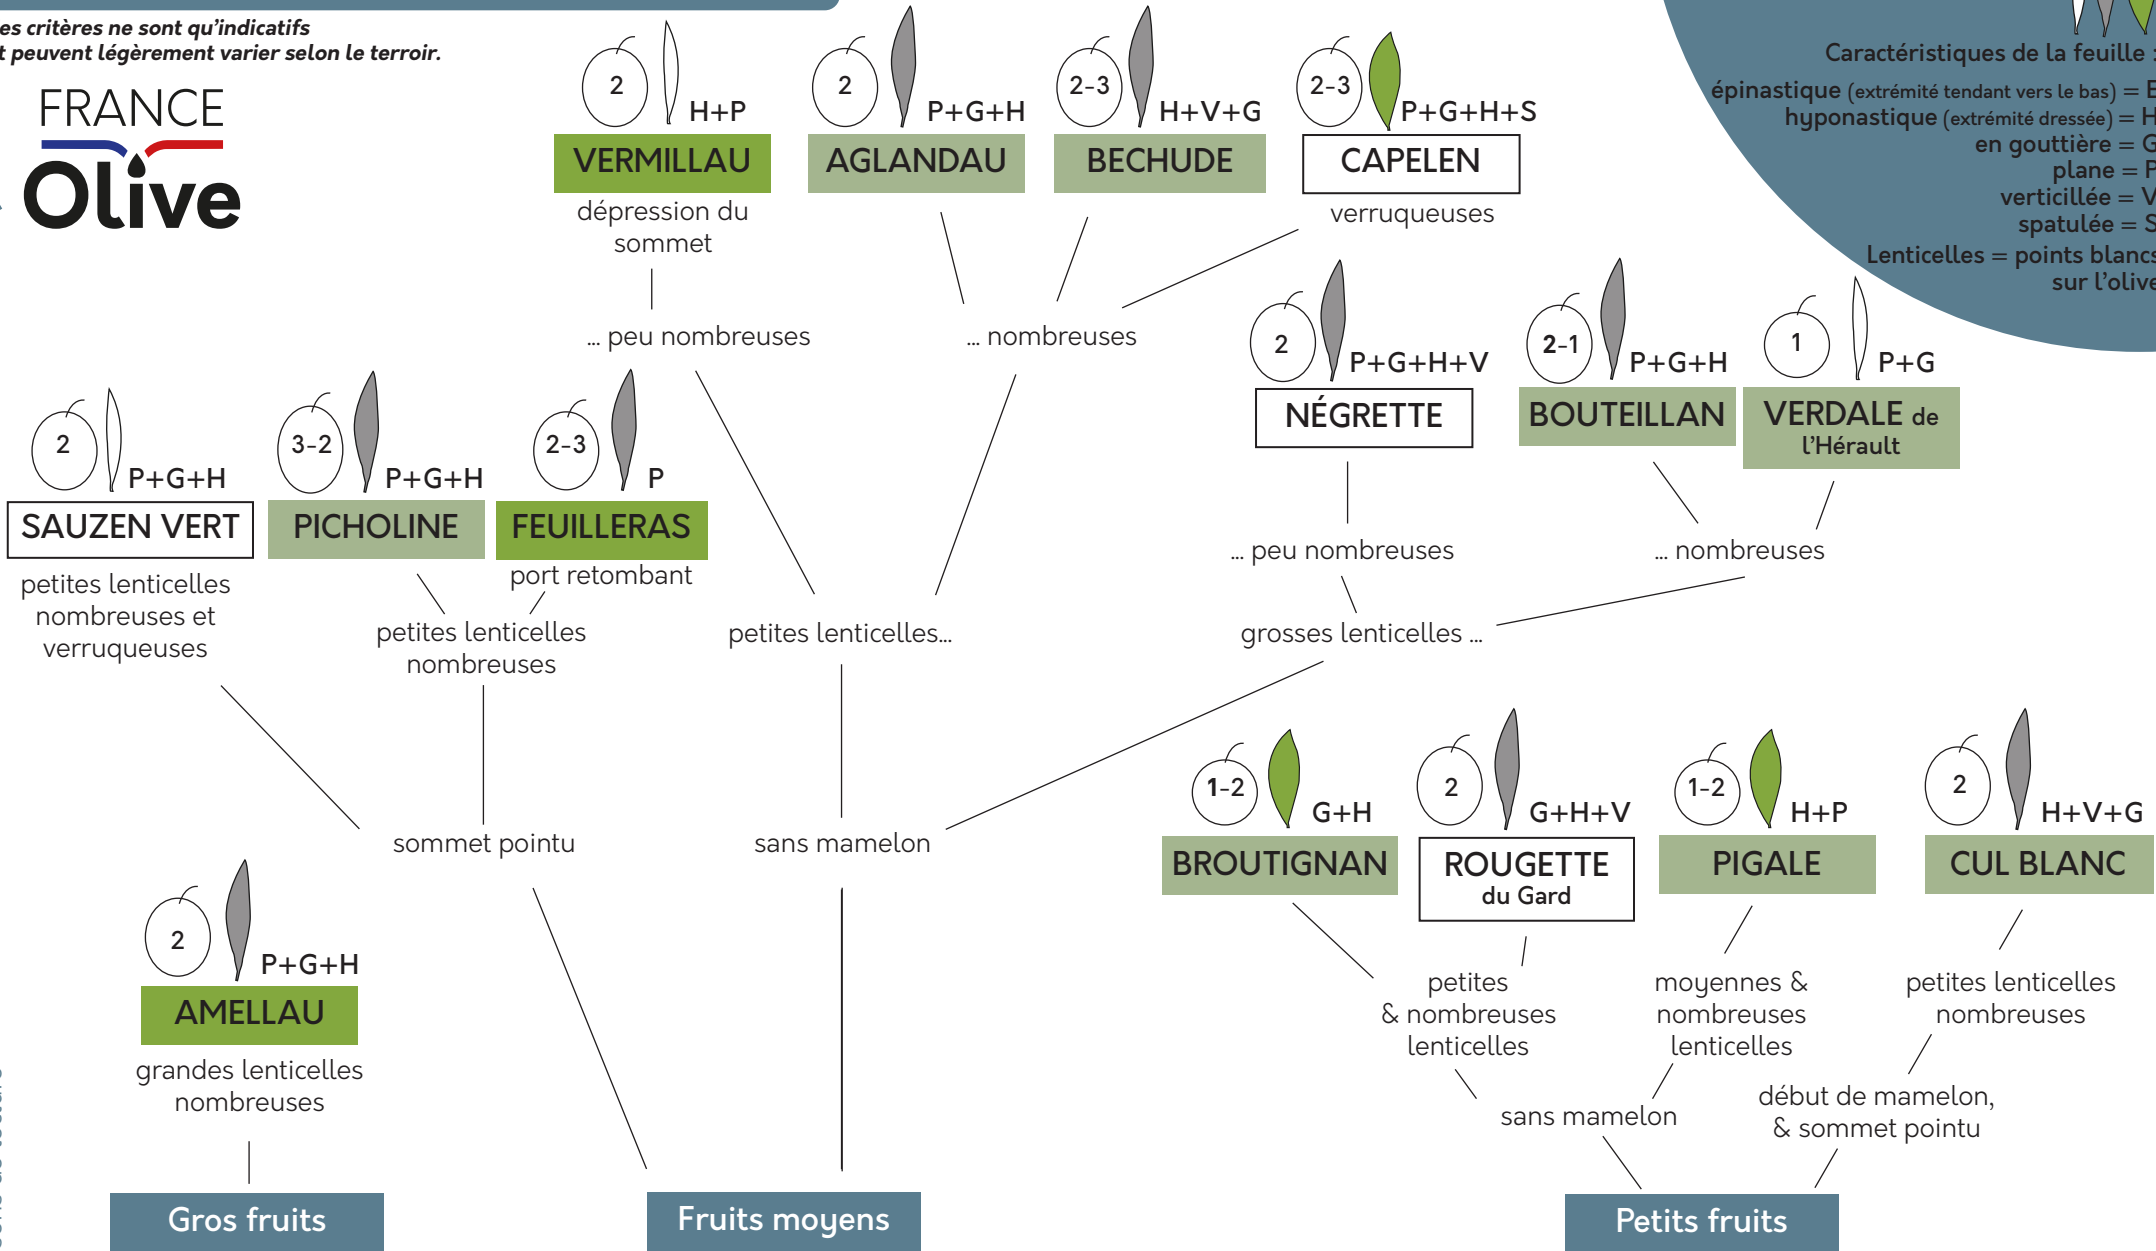 es critères ne sont qu'indicatifs
t peuvent légèrement varier selon le terroir.
FRANCE
Olive
Caractéristiques de la feuille :
épinastique (extrémité tendant vers le bas) = E
hyponastique (extrémité dressée) = H
en gouttière = G
plane = P
verticillée = V
spatulée = S
Lenticelles = points blancs
sur l'olive
2
H+P
VERMILLAU
dépression du
sommet
2
P+G+H
AGLANDAU
2-3
H+V+G
BECHUDE
2-3
P+G+H+S
CAPELEN
verruqueuses
... peu nombreuses
... nombreuses
2
P+G+H+V
NÉGRETTE
2-1
P+G+H
BOUTEILLAN
1
P+G
VERDALE de
l'Hérault
2
P+G+H
SAUZEN VERT
petites lenticelles
nombreuses et
verruqueuses
3-2
P+G+H
PICHOLINE
2-3
P
FEUILLERAS
port retombant
petites lenticelles
nombreuses
petites lenticelles...
... peu nombreuses
... nombreuses
grosses lenticelles ...
sommet pointu
sans mamelon
1-2
G+H
BROUTIGNAN
2
G+H+V
ROUGETTE
du Gard
1-2
H+P
PIGALE
2
H+V+G
CUL BLANC
2
P+G+H
AMELLAU
grandes lenticelles
nombreuses
petites
& nombreuses
lenticelles
moyennes &
nombreuses
lenticelles
petites lenticelles
nombreuses
sans mamelon
début de mamelon,
& sommet pointu
Gros fruits
Fruits moyens
Petits fruits